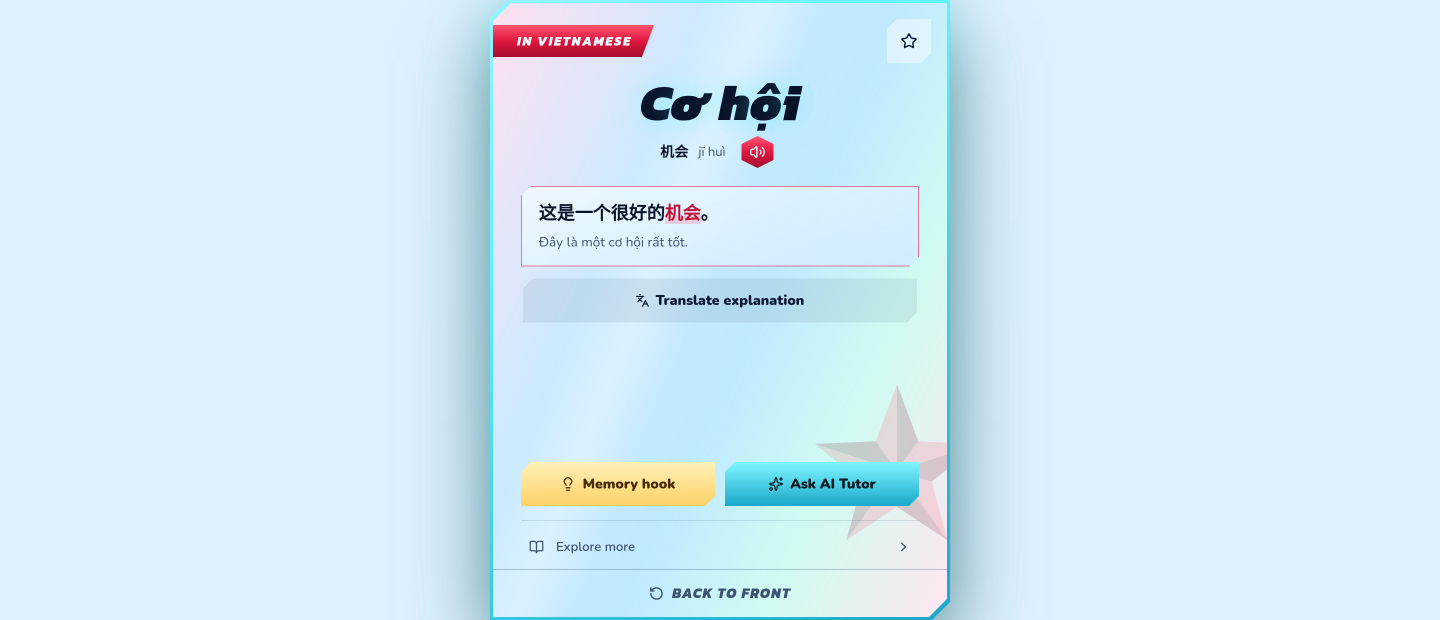 IN VIETNAMESE
Cơ hội
机会 jī huì
这是一个很好的机会。
Đây là một cơ hội rất tốt.
Translate explanation
Memory hook
Ask AI Tutor
Explore more
BACK TO FRONT